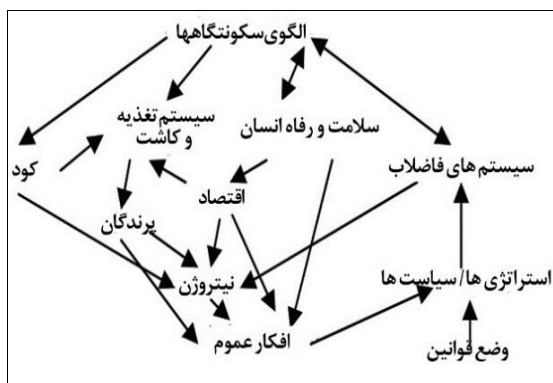 الگوی سکونتگاهها
سیستم تغذیه
و کاشت
سلامت و رفاه انسان
کود
سیستم های فاضلاب
اقتصاد
پرندگان
نیتروژن
استراتژی ها/ سیاست ها
افکار عموم
وضع قوانین